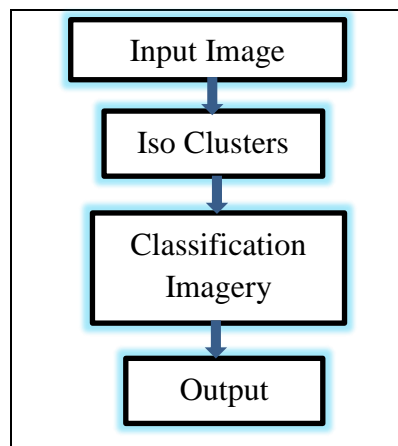 Input Image
Iso Clusters
Classification
Imagery
Output